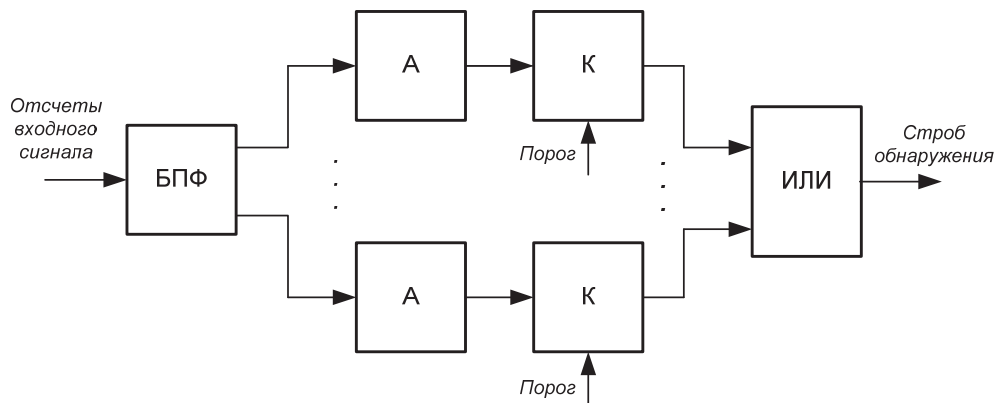 А
К
Отсчеты
входного
сигнала
БПФ
Порог
ИЛИ
Строб
обнаружения
А
К
Порог